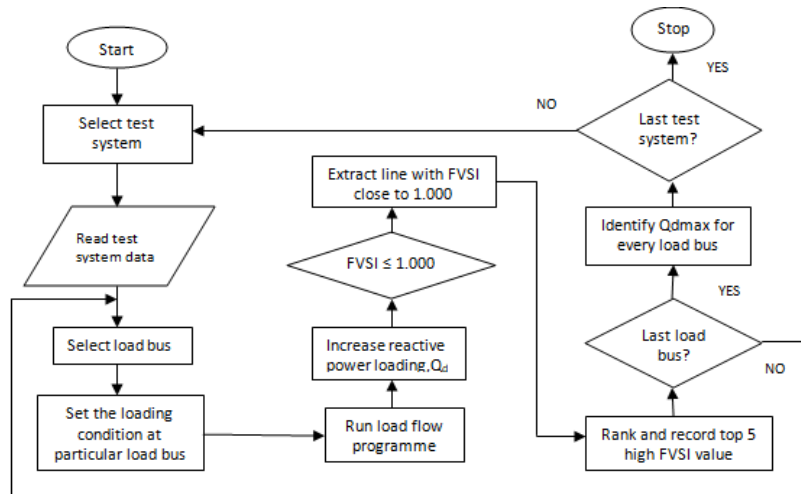 Start
Select test
system
Read test
system data
Select load bus
Set the loading
condition at
particular load bus
Run load flow
programme
Increase reactive
power loading,Qd
FVSI ≤ 1.000
Extract line with FVSI
close to 1.000
Rank and record top 5
high FVSI value
Last load
bus?
NO
YES
Identify Qdmax for
every load bus
Last test
system?
NO
YES
Stop